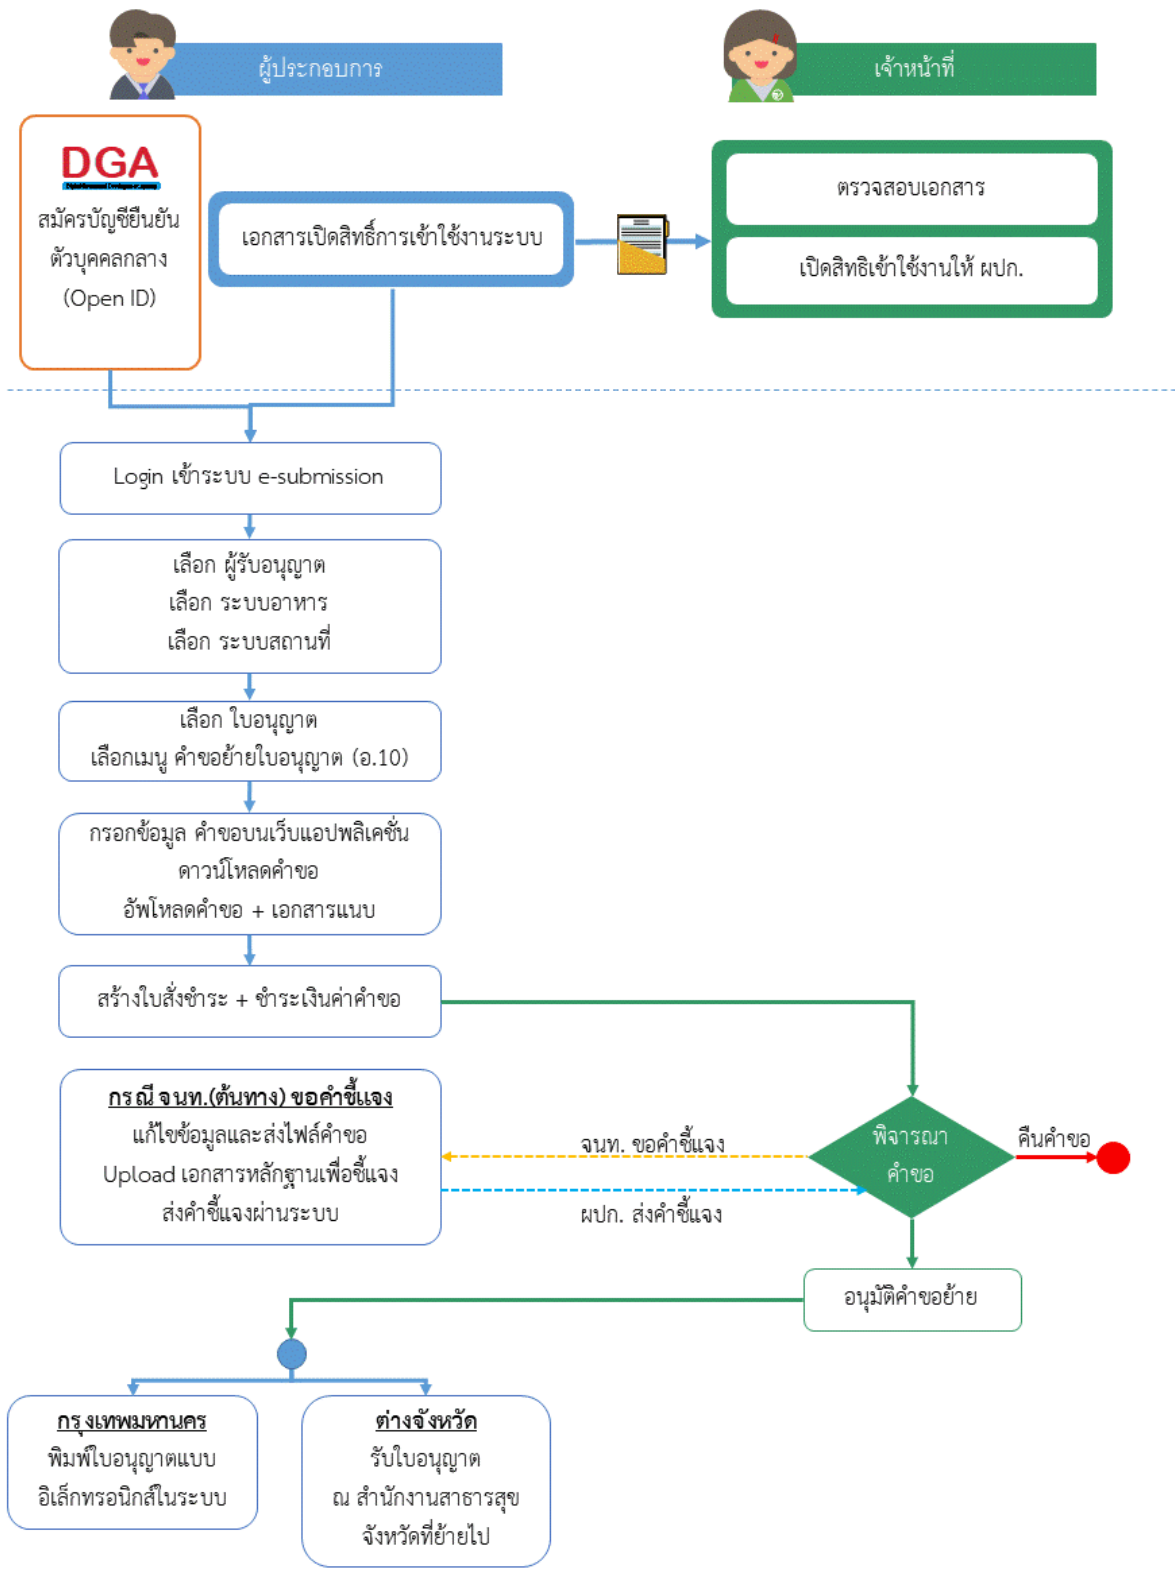 ผู้ประกอบการ
เจ้าหน้าที่
DGA
สมัครบัญชียืนยัน
ตัวบุคคลกลาง
(Open ID)
เอกสารเปิดสิทธิ์การเข้าใช้งานระบบ
ตรวจสอบเอกสาร
เปิดสิทธิเข้าใช้งานให้ ผปก.
Login เข้าระบบ e-submission
เลือก ผู้รับอนุญาต
เลือก ระบบอาหาร
เลือก ระบบสถานที่
เลือก ใบอนุญาต
เลือกเมนู คำขอย้ายใบอนุญาต (อ.10)
กรอกข้อมูล คำขอบนเว็บแอปพลิเคชั่น
ดาวน์โหลดคำขอ
อัพโหลดคำขอ + เอกสารแนบ
สร้างใบสั่งชำระ + ชำระเงินค่าคำขอ
กรณี จนท.(ต้นทาง) ขอคำชี้แจง
แก้ไขข้อมูลและส่งไฟล์คำขอ
Upload เอกสารหลักฐานเพื่อชี้แจง
ส่งคำชี้แจงผ่านระบบ
จนท. ขอคำชี้แจง
ผปก. ส่งคำชี้แจง
พิจารณา
คำขอ
คืนคำขอ
อนุมัติคำขอย้าย
กรุงเทพมหานคร
พิมพ์ใบอนุญาตแบบ
อิเล็กทรอนิกส์ในระบบ
ต่างจังหวัด
รับใบอนุญาต
ณ สำนักงานสาธารสุข
จังหวัดที่ย้ายไป